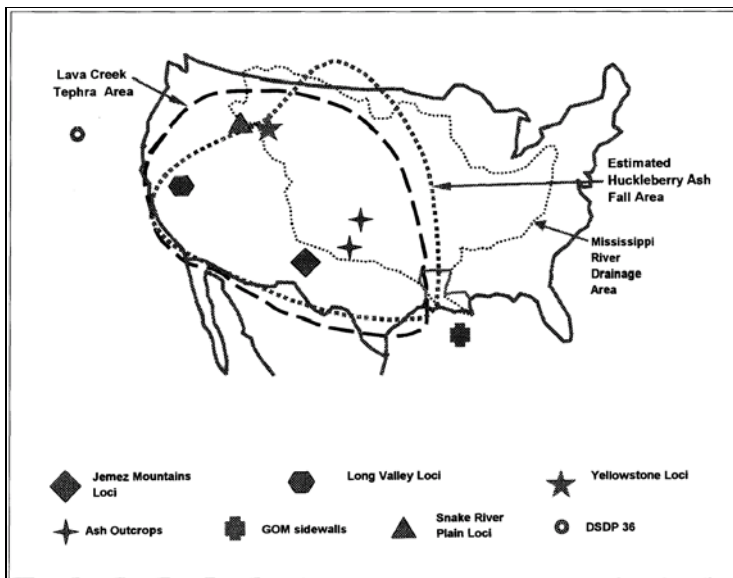 Lava Creek
Tephra Area
Estimated
Huckleberry Ash
Fall Area
Mississippi
River
Drainage
Area
Jemez Mountains
Loci
Long Valley Loci
Yellowstone Loci
Ash Outcrops
GOM sidewalls
Snake River
Plain Loci
DSDP 36